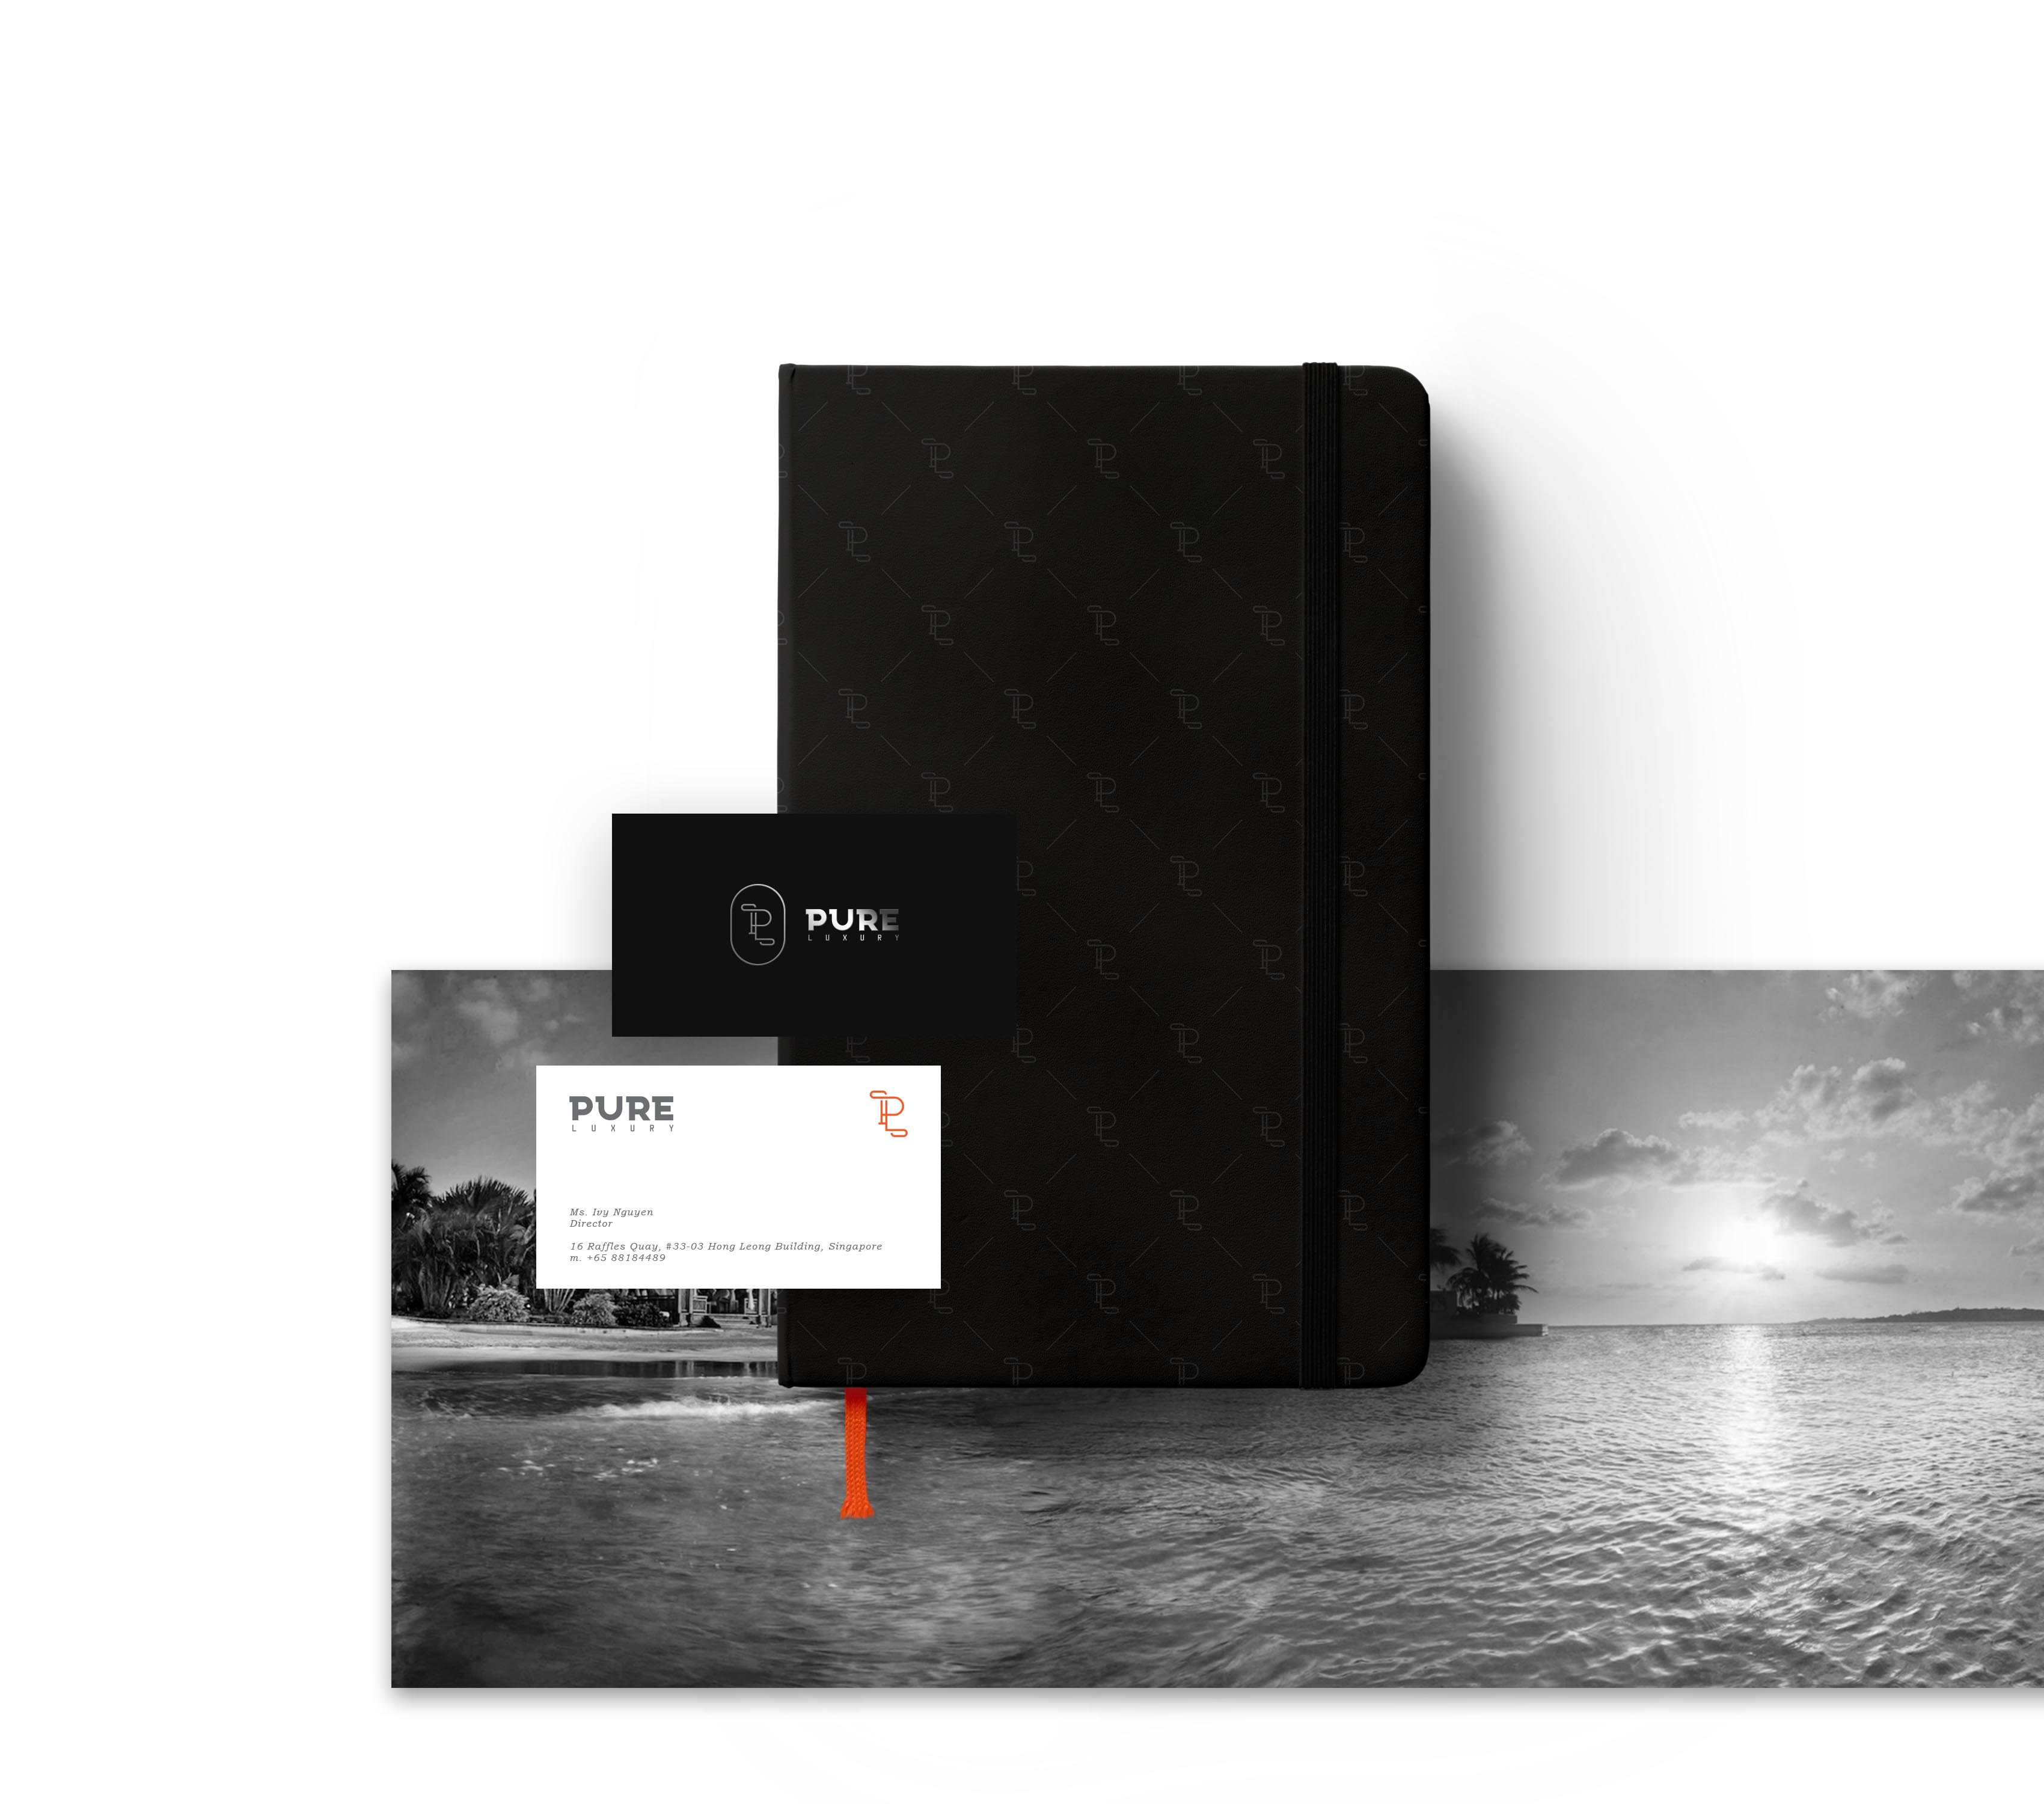 PURE
LUXURY
PURE
LUXURY
Ms. Ivy Nguyen
Director
16 Raffles Quay, #33-03 Hong Leong Building, Singapore
m. +65 88184489